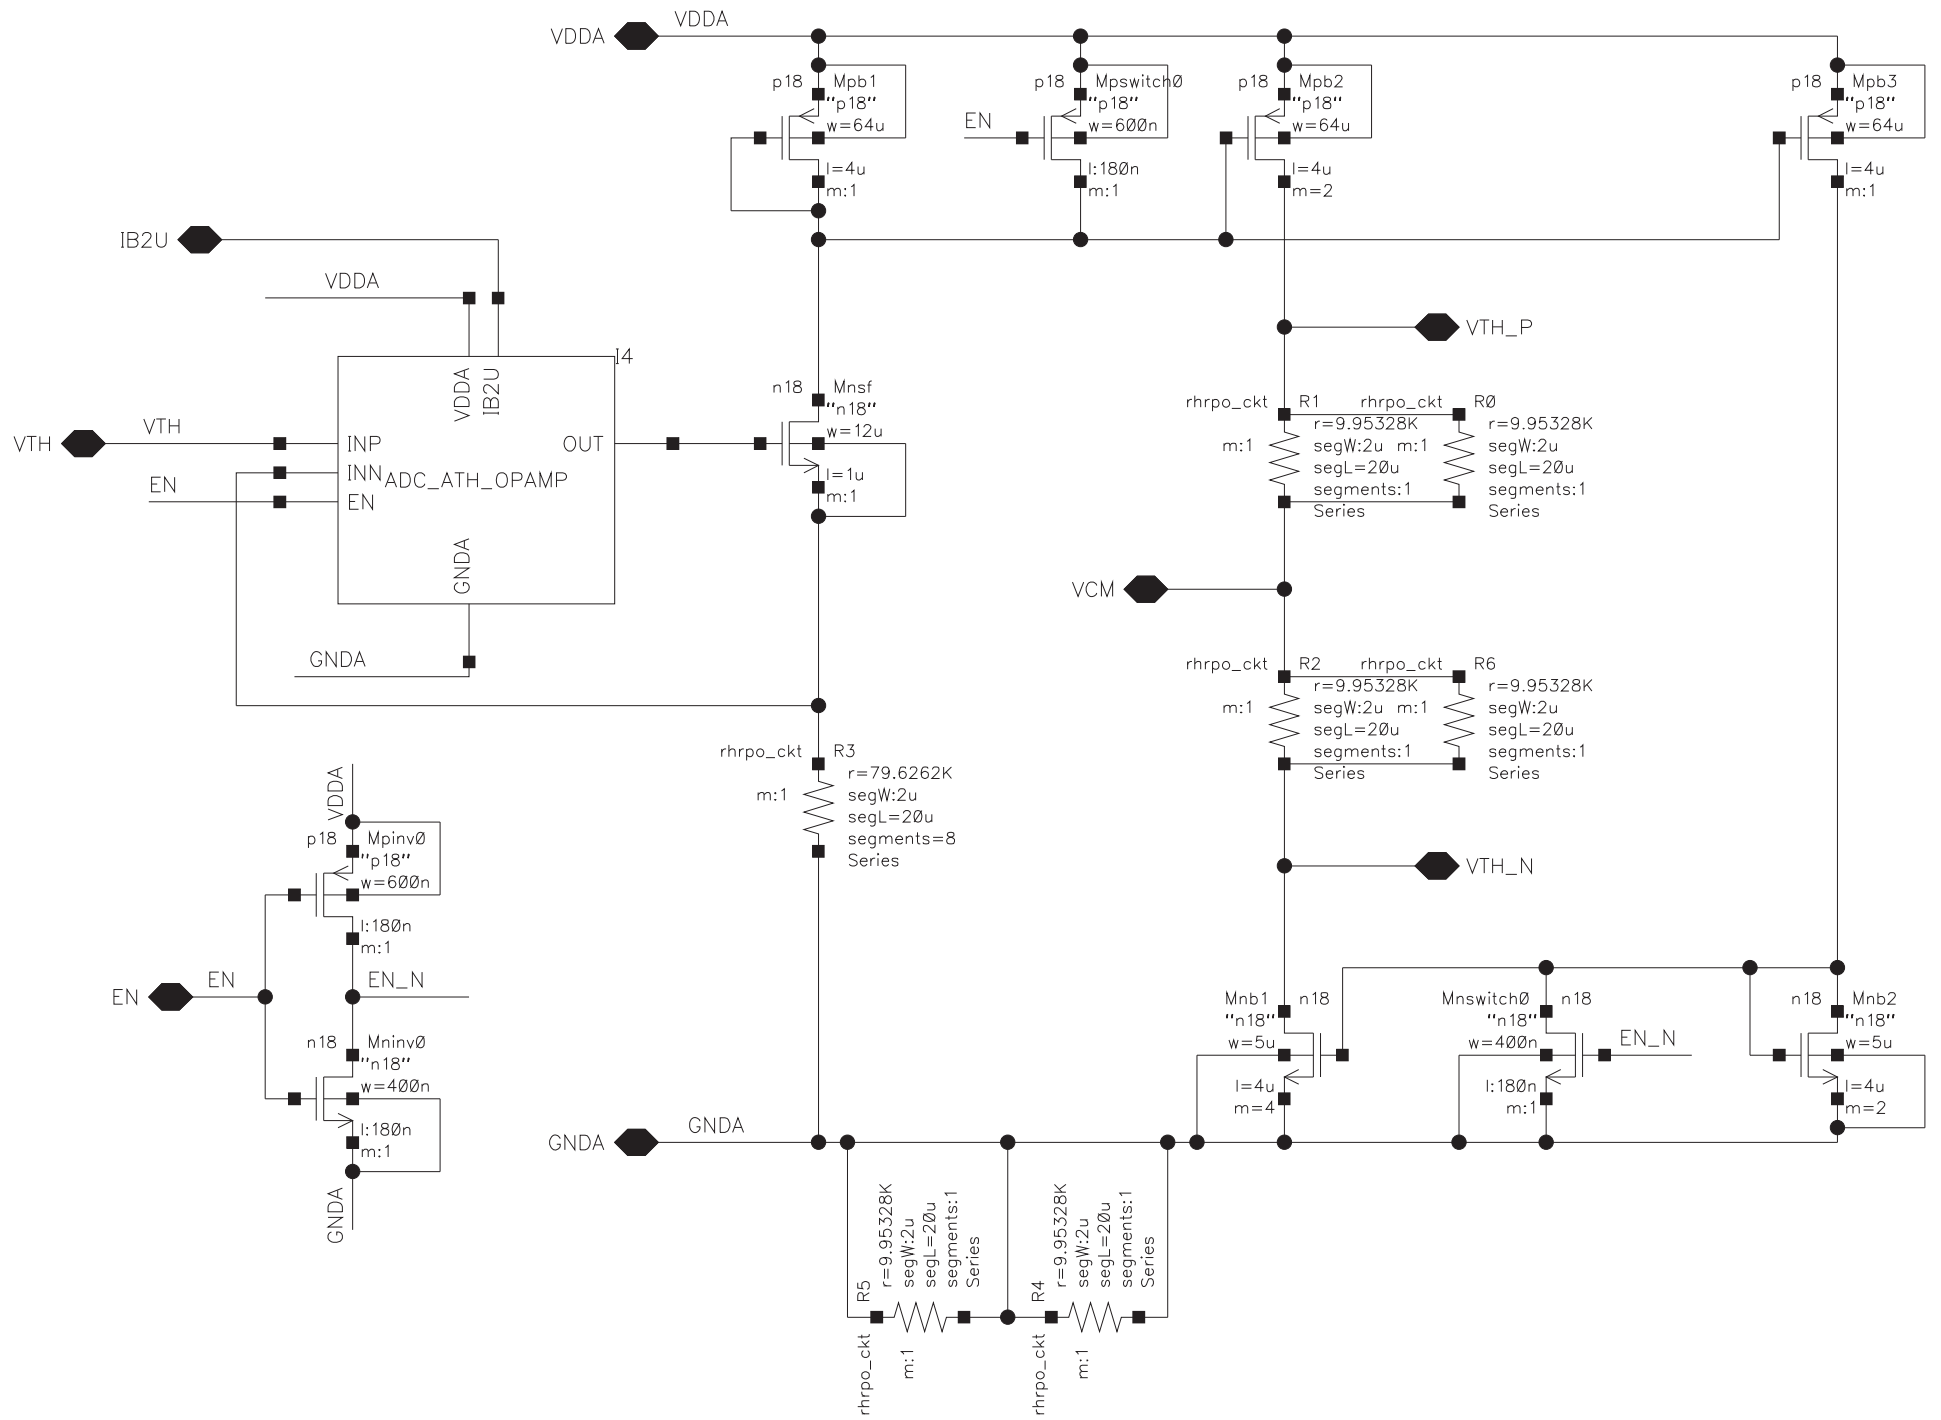 VDDA
VDDA
p18 Mpb1
"p18"
w=64u
l=4u
m:1
p18 Mpswitch0
"p18"
w=600n
EN
l:180n
m:1
p18 Mpb2
"p18"
w=64u
l=4u
m=2
p18 Mpb3
"p18"
w=64u
l=4u
m:1
IB2U
VDDA
I4
VDDA
IB2U
VTH
VTH
INP
OUT
INN
ADC_ATH_OPAMP
EN
EN
GNDA
GNDA
n18 Mnsf
"n18"
w=12u
l=1u
m:1
VTH_P
rhrpo_ckt R1
r=9.95328K
m:1
segW:2u
segL=20u
segments:1
Series
rhrpo_ckt R0
r=9.95328K
m:1
segW:2u
segL=20u
segments:1
Series
VCM
rhrpo_ckt R2
r=9.95328K
m:1
segW:2u
segL=20u
segments:1
Series
rhrpo_ckt R6
r=9.95328K
m:1
segW:2u
segL=20u
segments:1
Series
rhrpo_ckt R3
r=79.6262K
m:1
segW:2u
segL=20u
segments=8
Series
VTH_N
VDDA
p18 Mpinv0
"p18"
w=600n
l:180n
m:1
EN
EN
EN_N
n18 Mninv0
"n18"
w=400n
l:180n
m:1
GNDA
Mnb1 n18
"n18"
w=5u
l=4u
m=4
Mnswitch0 n18
"n18"
w=400n
EN_N
l:180n
m:1
n18 Mnb2
"n18"
w=5u
l=4u
m=2
GNDA
GNDA
rhrpo_ckt R5
r=9.95328K
m:1
segW:2u
segL=20u
segments:1
Series
rhrpo_ckt R4
r=9.95328K
m:1
segW:2u
segL=20u
segments:1
Series